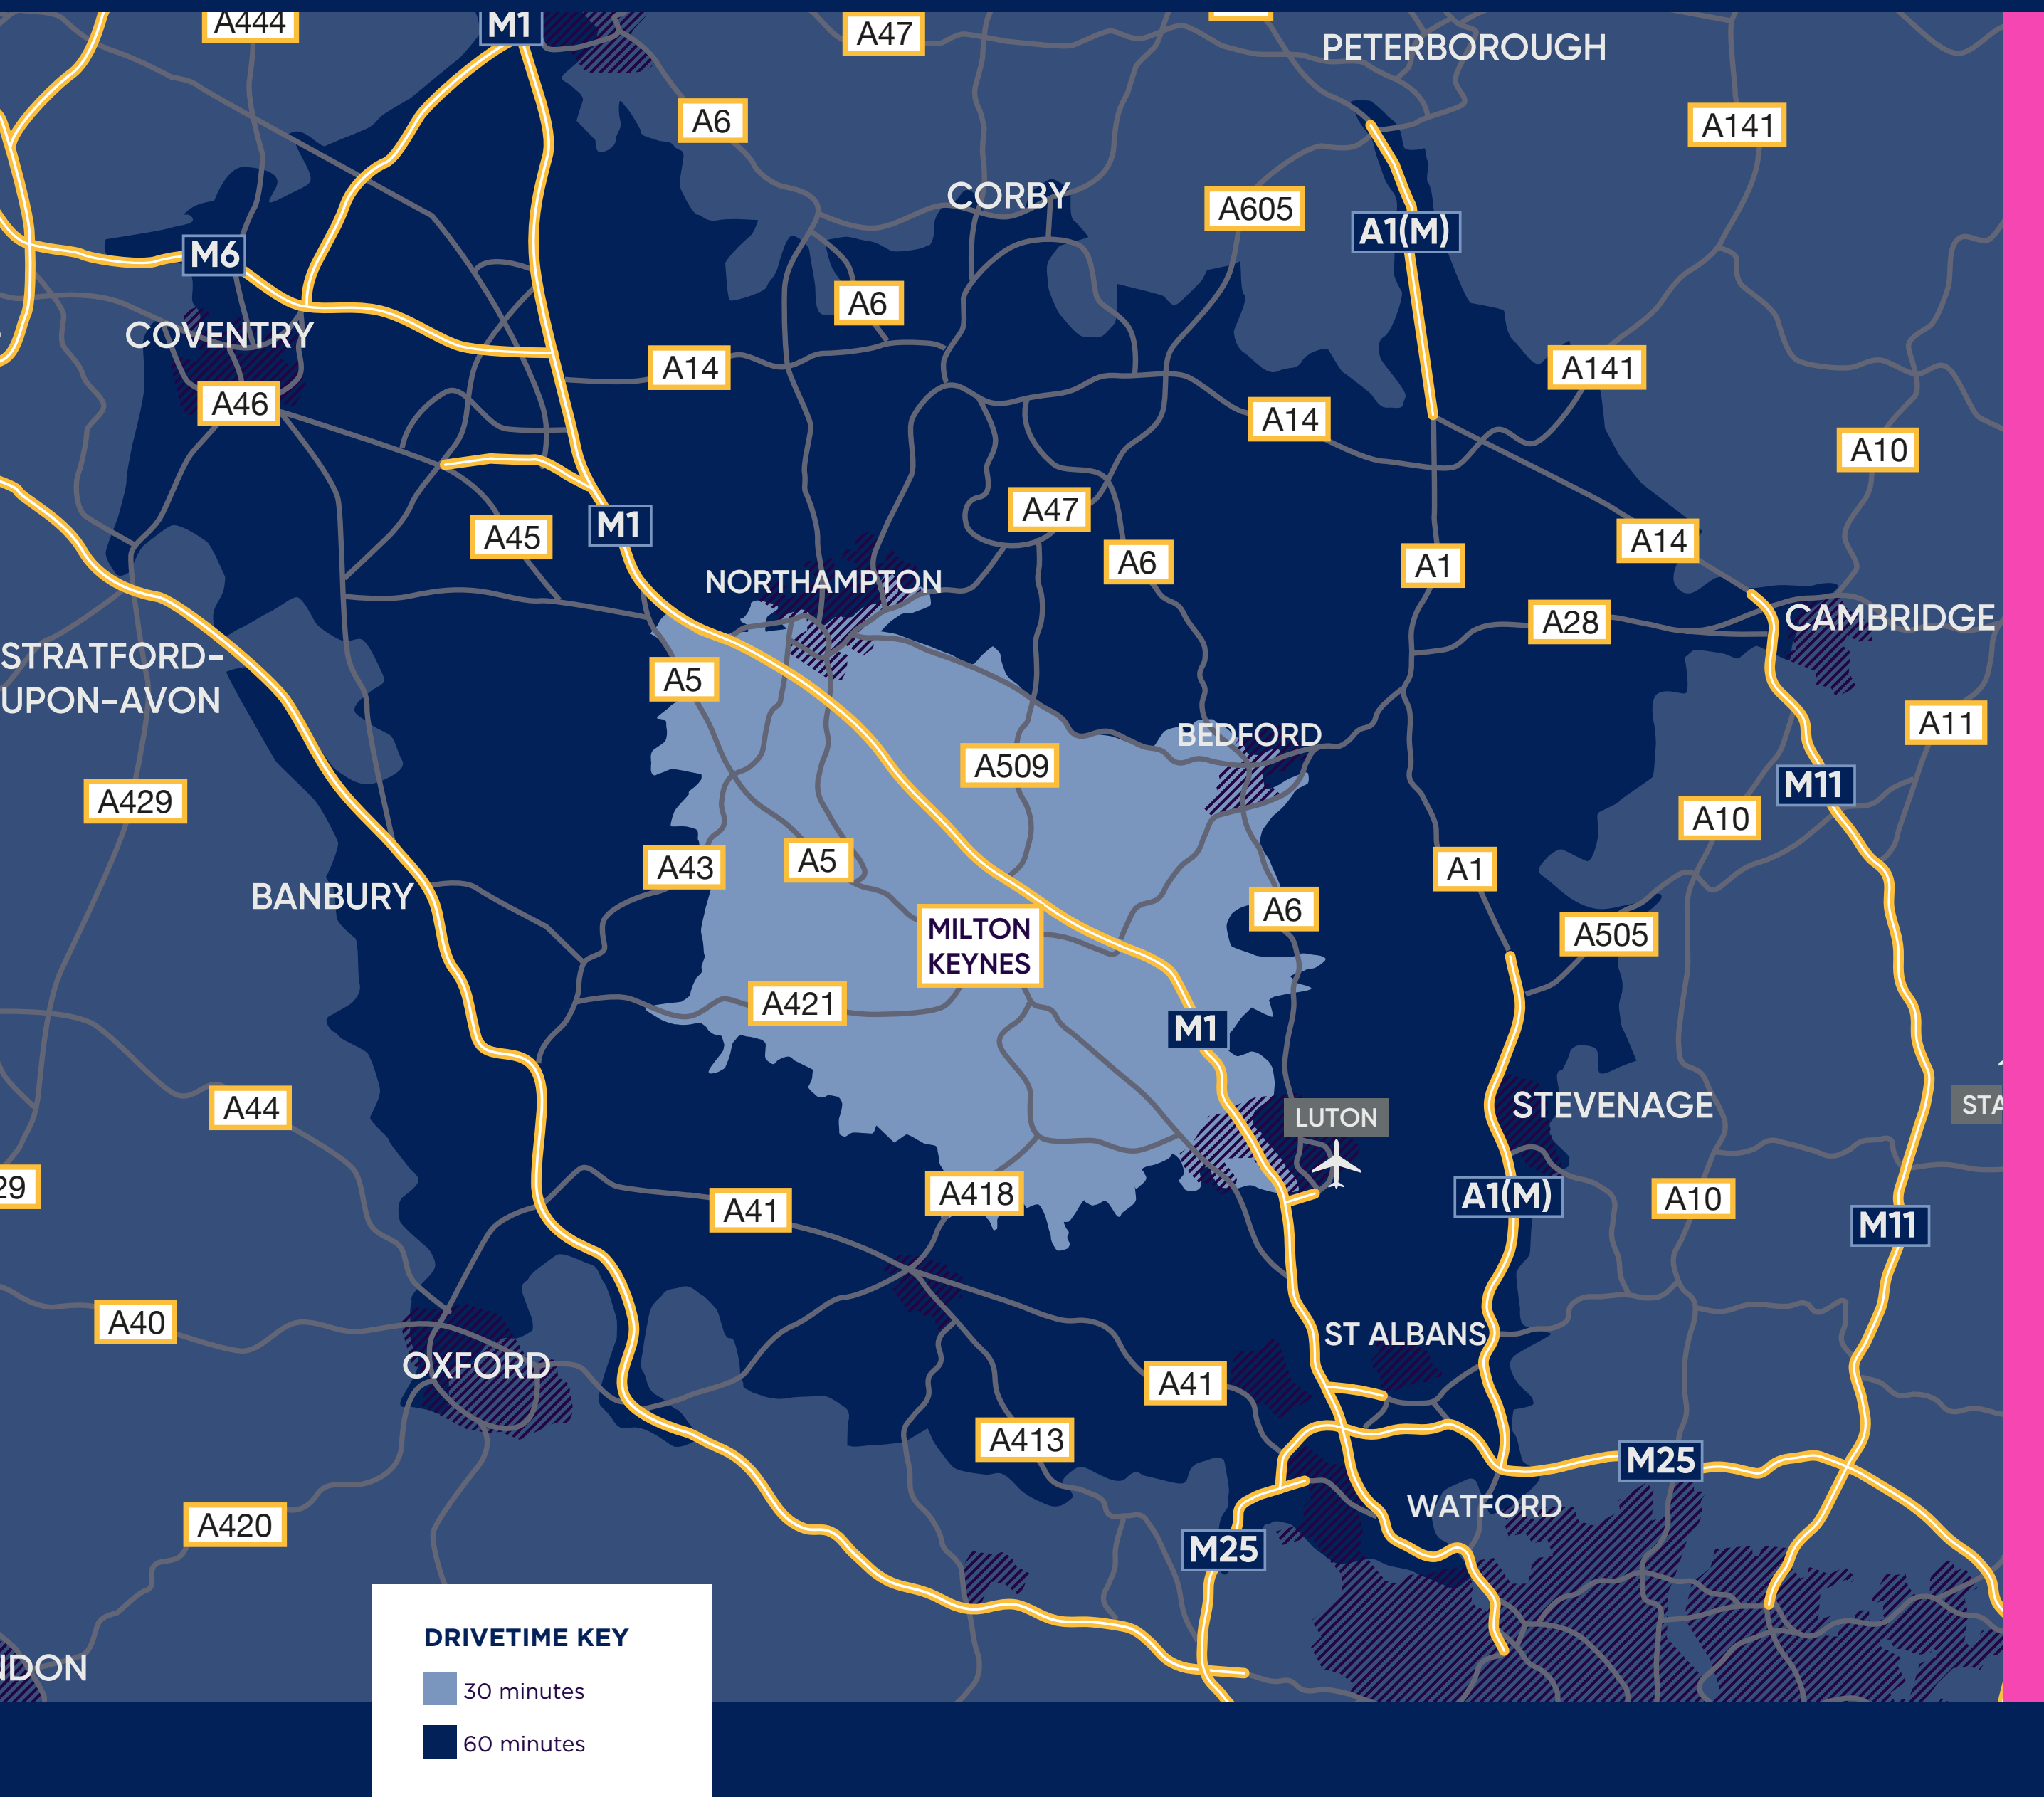 A444
M1
A47
PETERBOROUGH
A6
A141
CORBY
A605
A1(M)
M6
A6
COVENTRY
A14
A141
A46
A14
A10
A47
M1
A45
A14
A6
A1
NORTHAMPTON
A28
CAMBRIDGE
STRATFORD-
UPON-AVON
A5
A11
BEDFORD
A509
M11
A429
A10
A5
A43
A1
BANBURY
A6
MILTON
KEYNES
A505
A421
M1
A44
STEVENAGE
LUTON
STA
29
A418
A1(M)
A10
A41
M11
A40
ST ALBANS
OXFORD
A41
A413
M25
WATFORD
A420
M25
NDON
DRIVETIME KEY
30 minutes
60 minutes